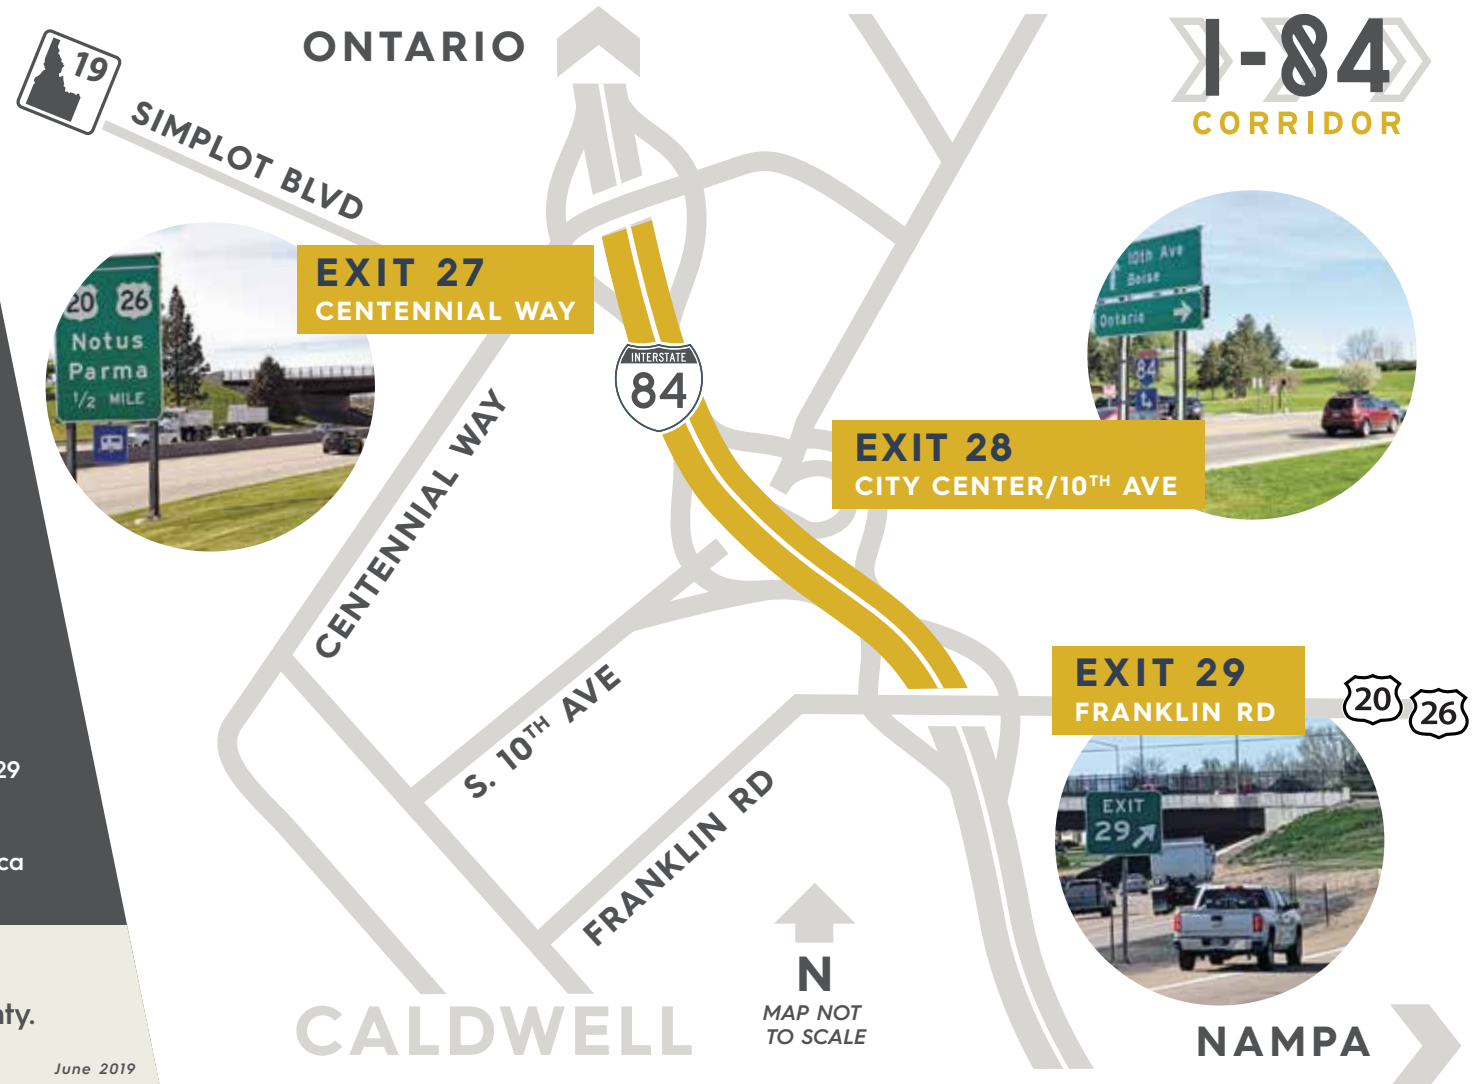 ONTARIO
I-84
CORRIDOR
19
SIMPLOT BLVD
EXIT 27
CENTENNIAL WAY
20 26
Notus
Parma
1/2 MILE
INTERSTATE
84
10th Ave
Boise
Ontario
84
EXIT 28
CITY CENTER/10TH AVE
CENTENNIAL WAY
S. 10TH AVE
FRANKLIN RD
EXIT 29
FRANKLIN RD
20
26
EXIT
29
29
ca
nty.
June 2019
CALDWELL
N
MAP NOT
TO SCALE
NAMPA